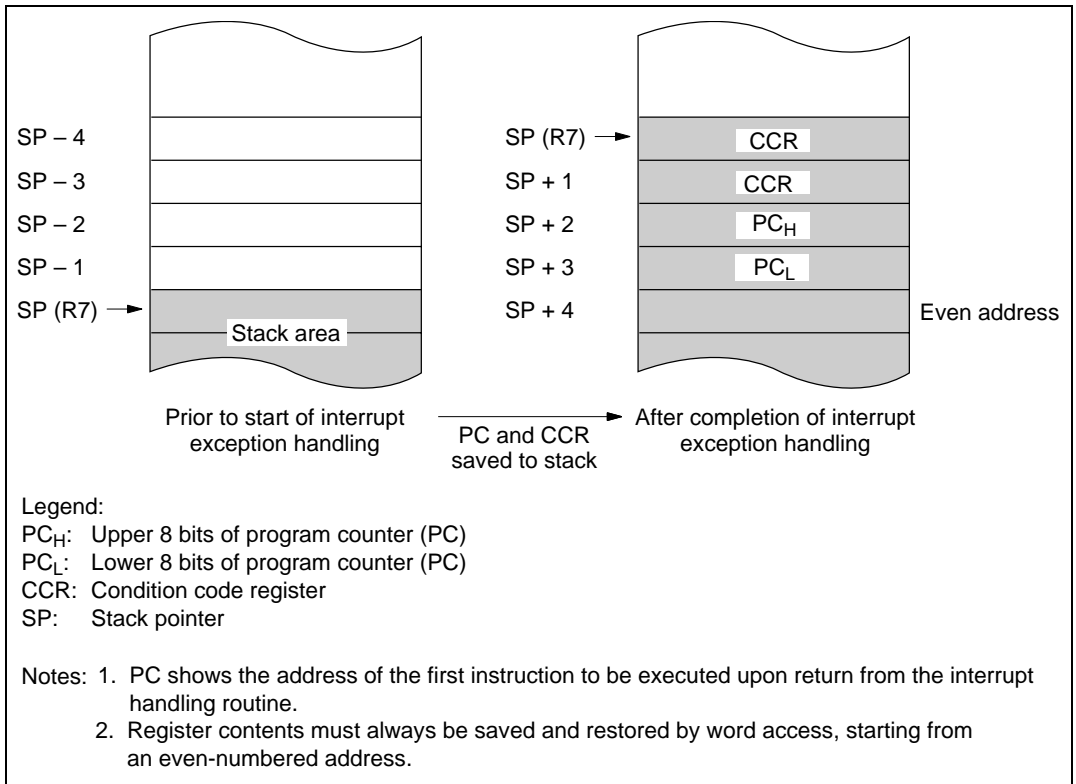 SP – 4
SP – 3
SP – 2
SP – 1
SP (R7)
Stack area
SP (R7)
SP + 1
SP + 2
SP + 3
SP + 4
CCR
CCR
PCH
PCL
Even address
Prior to start of interrupt
exception handling
PC and CCR
saved to stack
After completion of interrupt
exception handling
Legend:
PCH: Upper 8 bits of program counter (PC)
PCL: Lower 8 bits of program counter (PC)
CCR: Condition code register
SP: Stack pointer
Notes: 1. PC shows the address of the first instruction to be executed upon return from the interrupt
handling routine.
2. Register contents must always be saved and restored by word access, starting from
an even-numbered address.